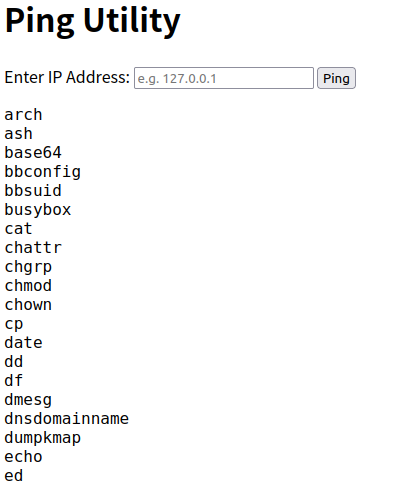 Ping Utility
Enter IP Address: e.g. 127.0.0.1 Ping
arch
ash
base64
bbconfig
bbsuid
busybox
cat
chattr
chgrp
chmod
chown
cp
date
dd
df
dmesg
dnsdomainname
dumpkmap
echo
ed